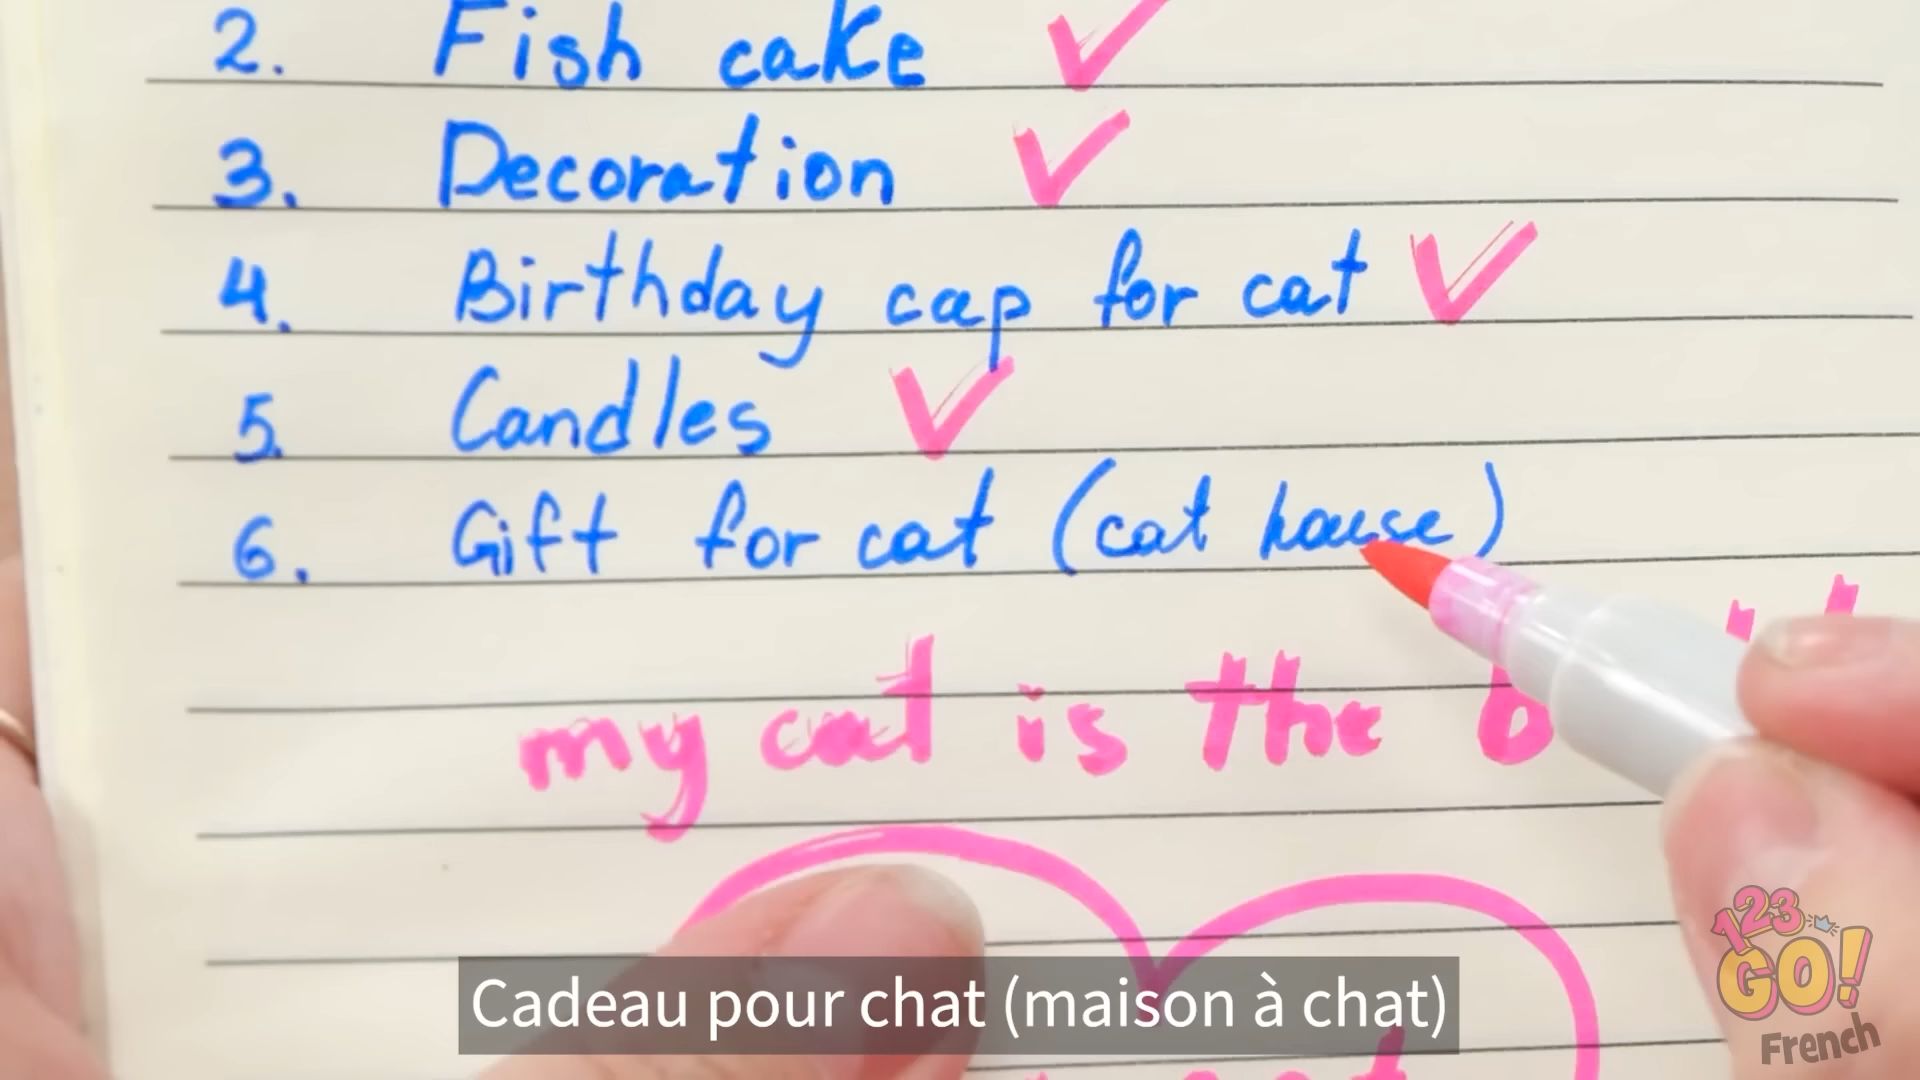 2. Fish cake
3. Decoration
4. Birthday cap for cat
5. Candles
6. Gift for cat (cat house)
my cat is the
Cadeau pour chat (maison à chat)
123 GO!
French